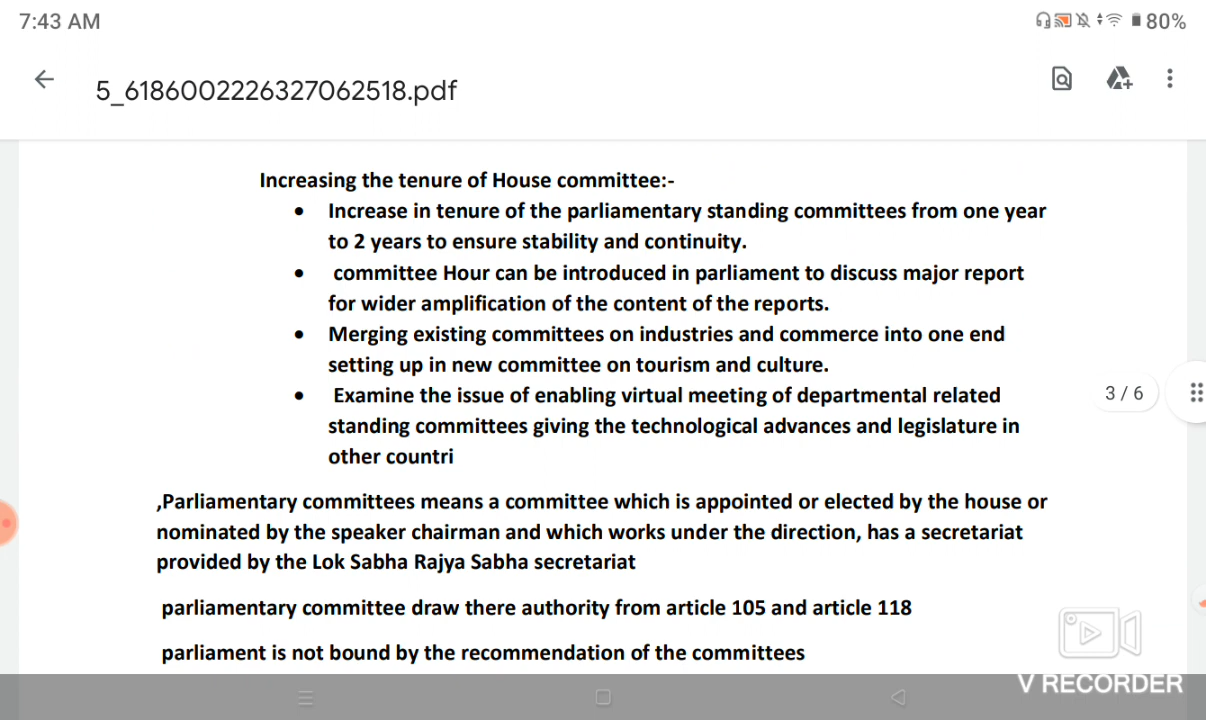 7:43 AM
80%
5_6186002226327062518.pdf
Increasing the tenure of House committee:-
• Increase in tenure of the parliamentary standing committees from one year
to 2 years to ensure stability and continuity.
• committee Hour can be introduced in parliament to discuss major report
for wider amplification of the content of the reports.
• Merging existing committees on industries and commerce into one end
setting up in new committee on tourism and culture.
• Examine the issue of enabling virtual meeting of departmental related
standing committees giving the technological advances and legislature in
other countri
3 / 6
,Parliamentary committees means a committee which is appointed or elected by the house or
nominated by the speaker chairman and which works under the direction, has a secretariat
provided by the Lok Sabha Rajya Sabha secretariat
parliamentary committee draw there authority from article 105 and article 118
parliament is not bound by the recommendation of the committees
V RECORDER